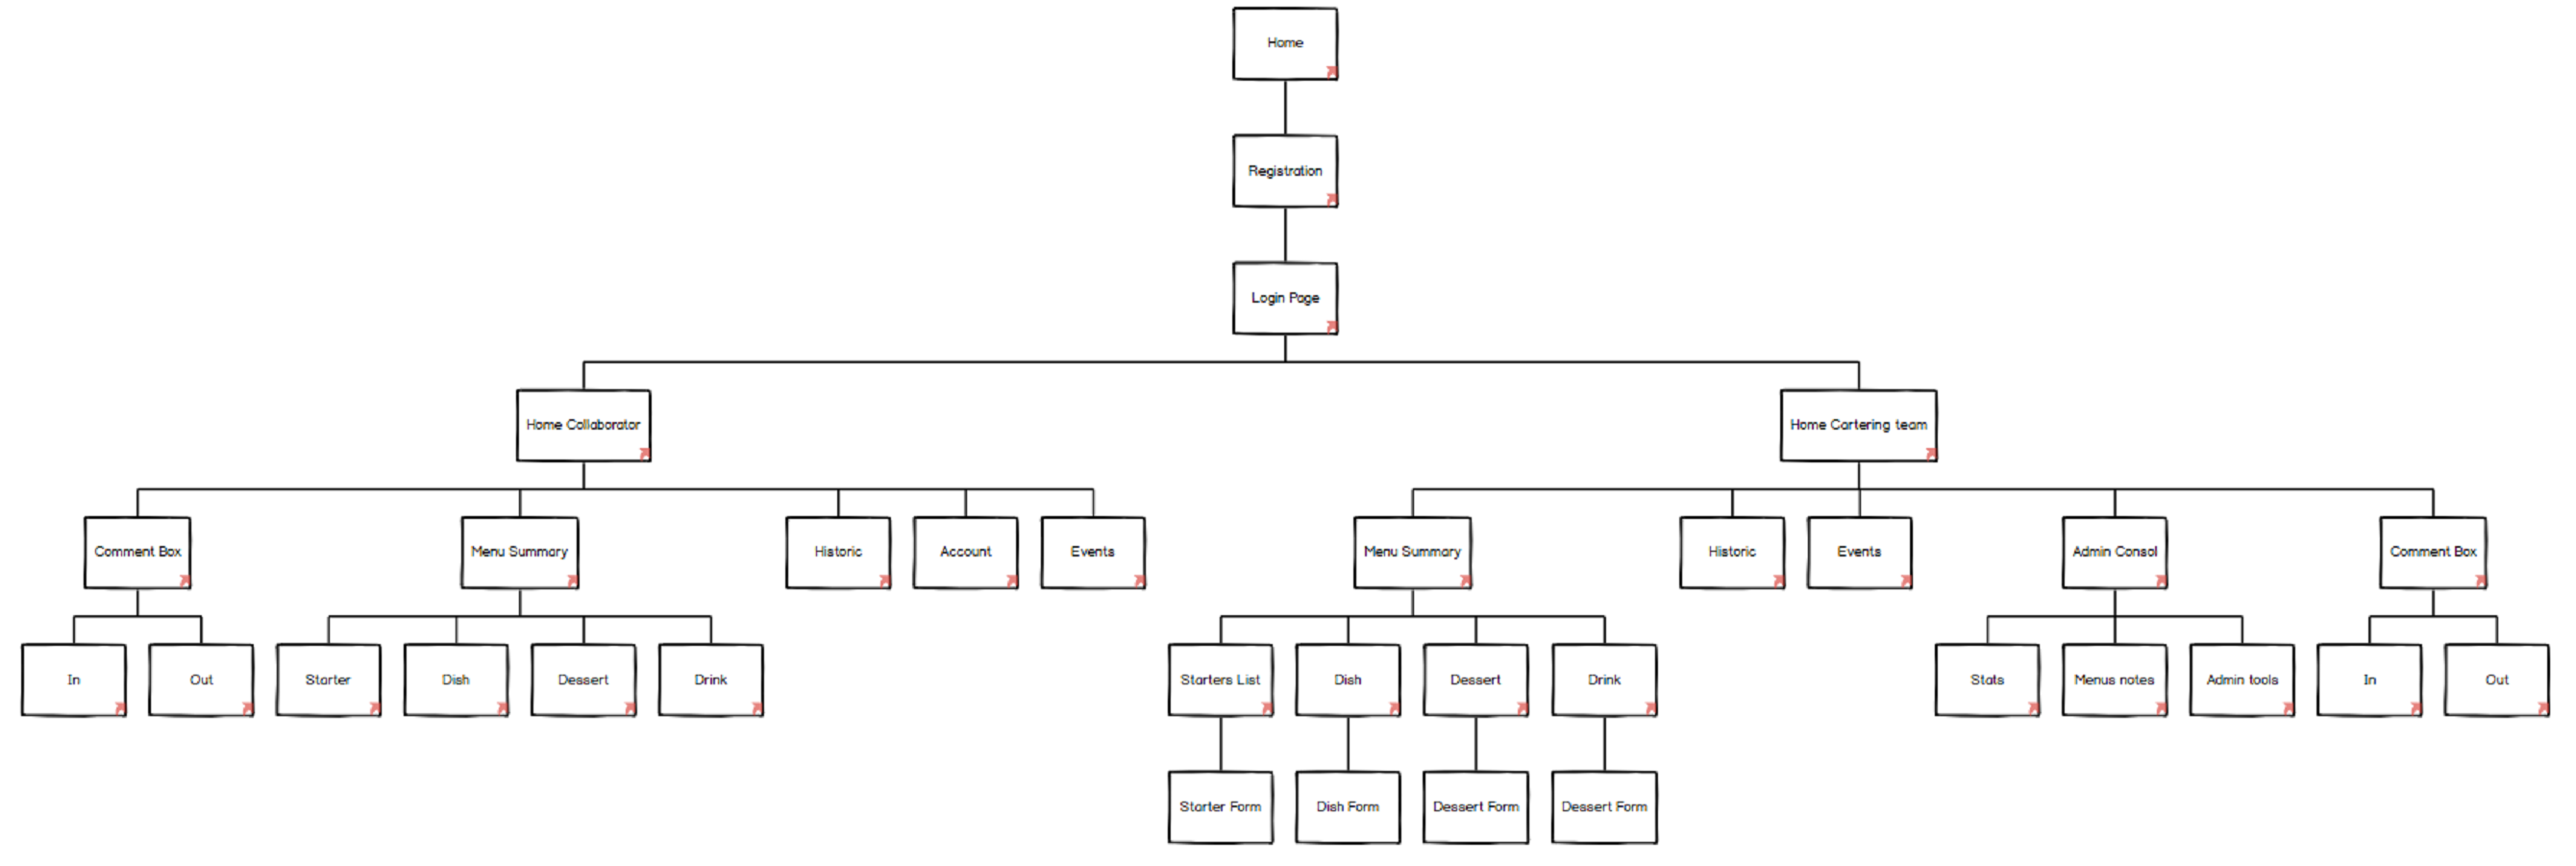 Home
Registration
Login Page
Home Collaborator
Home Cartering team
Comment Box
Menu Summary
Historic
Account
Events
Menu Summary
Historic
Events
Admin Consol
Comment Box
In
Out
Starter
Dish
Dessert
Drink
Starters List
Dish
Dessert
Drink
Stats
Menus notes
Admin tools
In
Out
Starter Form
Dish Form
Dessert Form
Dessert Form